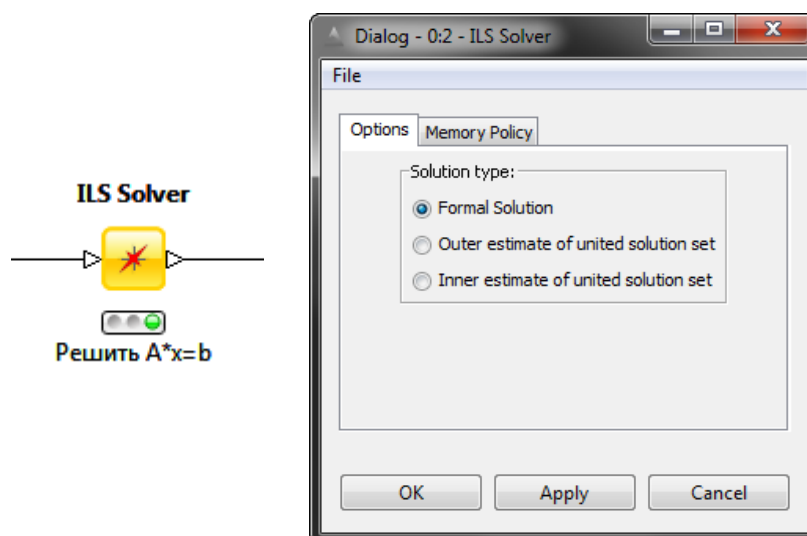 ILS Solver
Решить A*x=b
Dialog - 0:2 - ILS Solver
File
Options
Memory Policy
Solution type:
Formal Solution
Outer estimate of united solution set
Inner estimate of united solution set
OK
Apply
Cancel